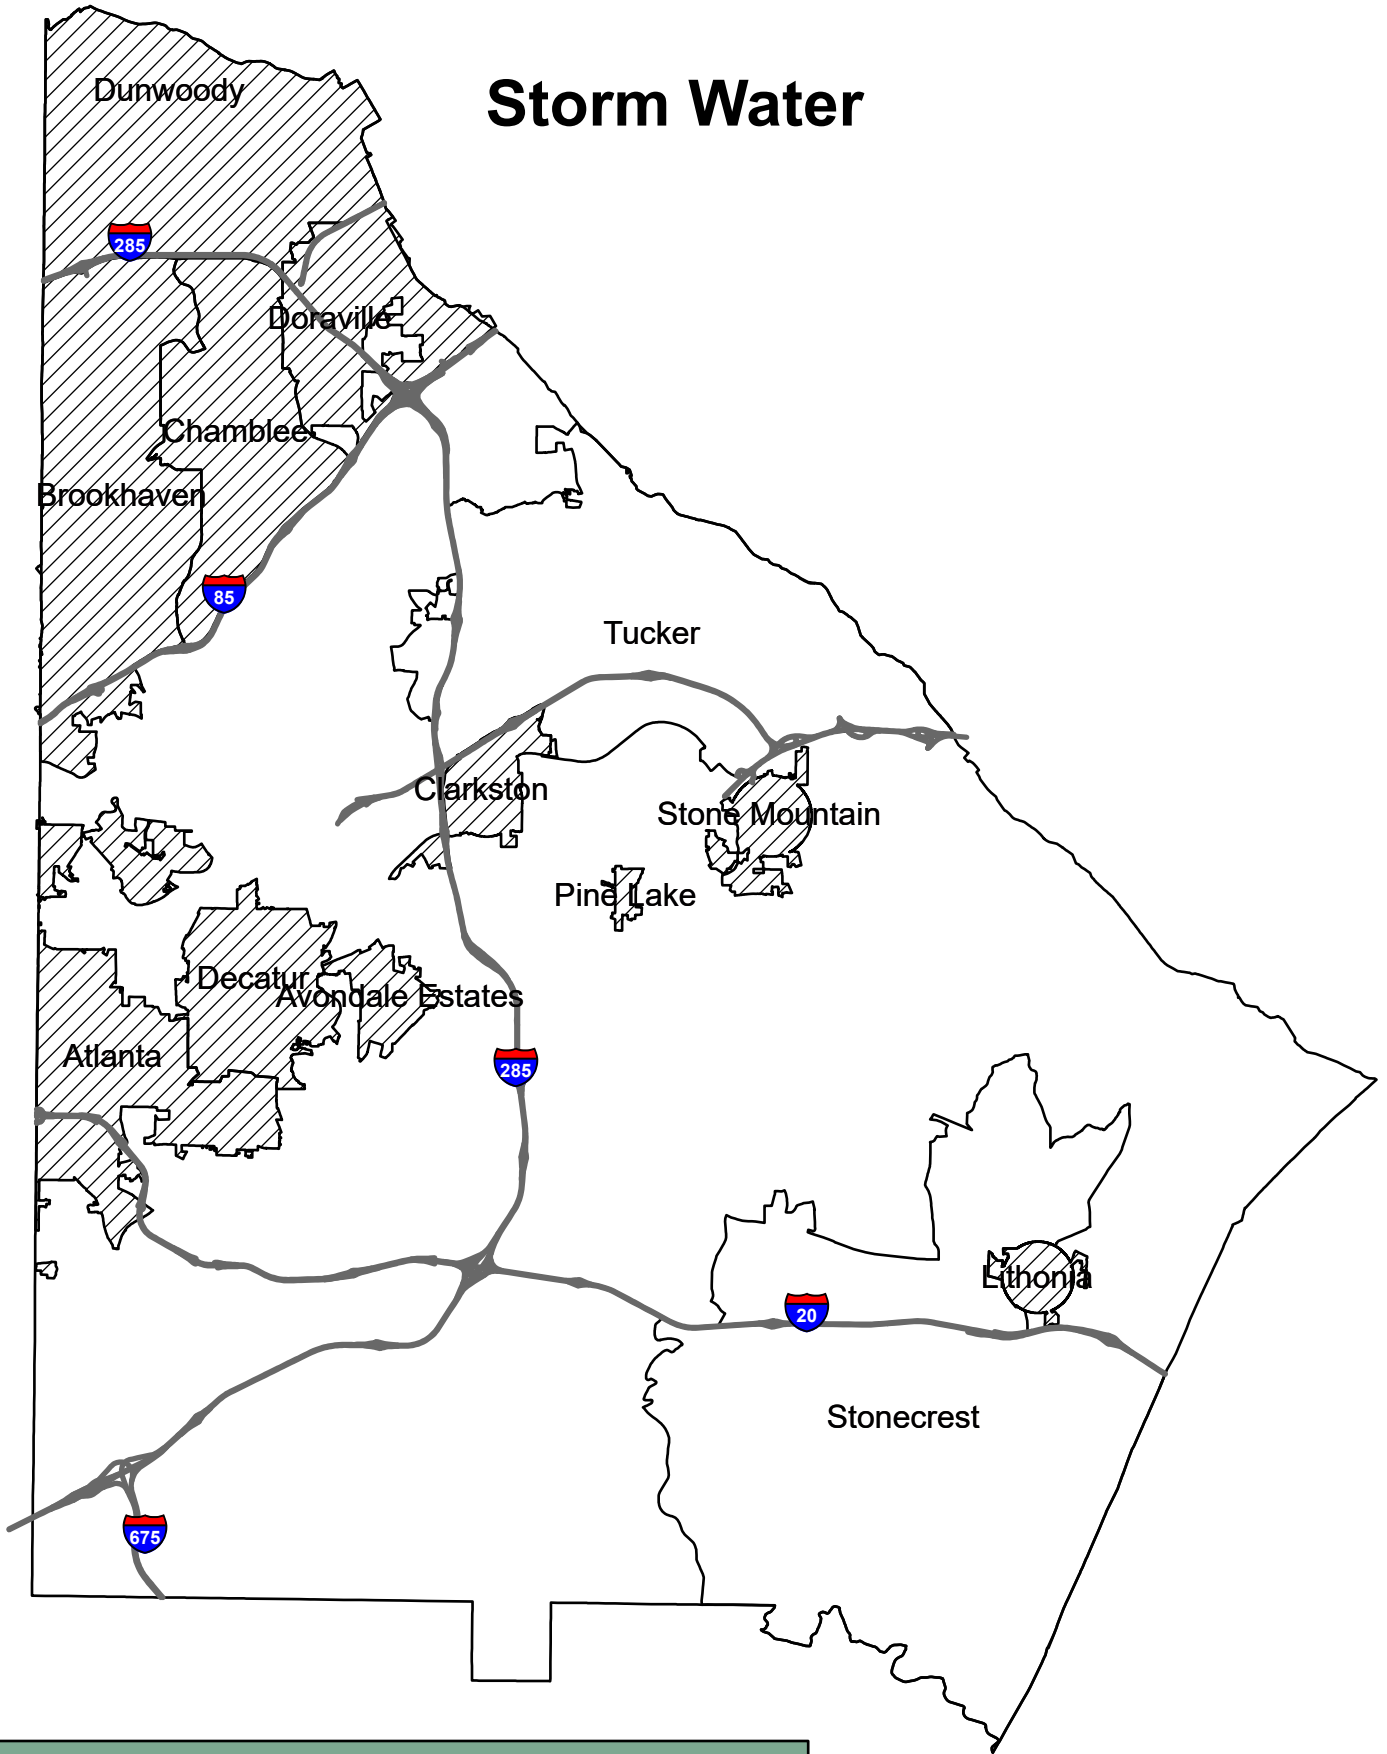 Storm Water
Dunwoody
285
Doraville
Chamblee
Brookhaven
85
Tucker
Clarkston
Stone Mountain
Pine Lake
Decatur
Avondale Estates
Atlanta
285
Lithonia
20
Stonecrest
675